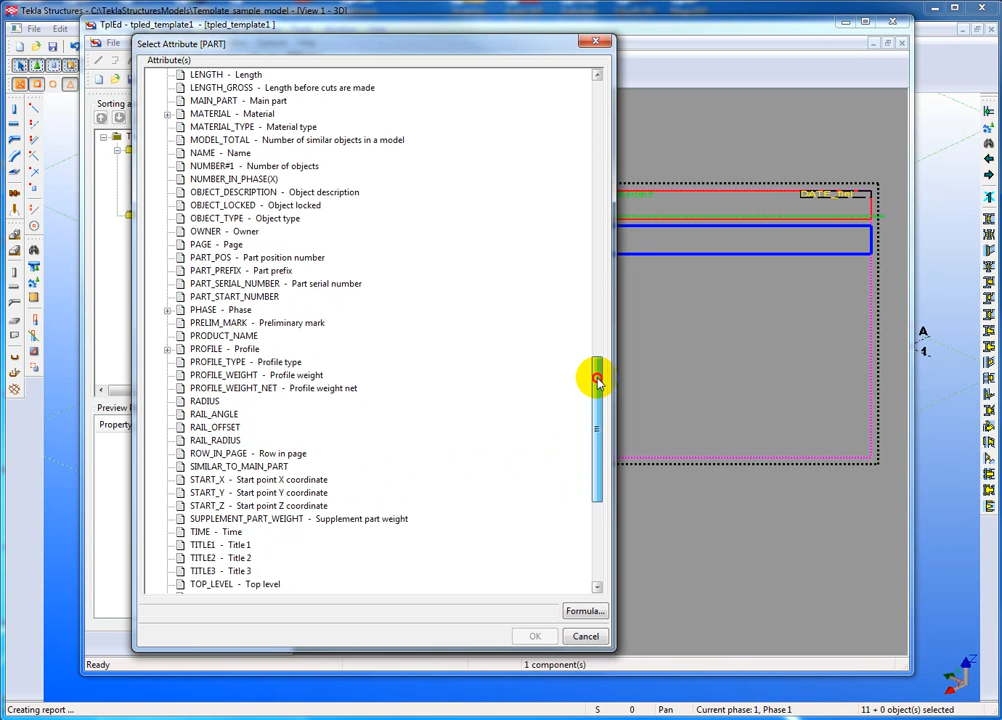 Tekla Structures - C:\TeklaStructuresModels\Template_sample_model - [View 1 - 3D]
File Edit
TplEd - tpled_template1 - [tpled_template1 ]
File
Select Attribute [PART]
Attribute(s)
Sorting a
LENGTH - Length
LENGTH_GROSS - Length before cuts are made
MAIN_PART - Main part
MATERIAL - Material
MATERIAL_TYPE - Material type
MODEL_TOTAL - Number of similar objects in a model
NAME - Name
NUMBER#1 - Number of objects
NUMBER_IN_PHASE(X)
OBJECT_DESCRIPTION - Object description
OBJECT_LOCKED - Object locked
OBJECT_TYPE - Object type
OWNER - Owner
PAGE - Page
PART_POS - Part position number
PART_PREFIX - Part prefix
PART_SERIAL_NUMBER - Part serial number
PART_START_NUMBER
PHASE - Phase
PRELIM_MARK - Preliminary mark
PRODUCT_NAME
PROFILE - Profile
PROFILE_TYPE - Profile type
PROFILE_WEIGHT - Profile weight
PROFILE_WEIGHT_NET - Profile weight net
RADIUS
RAIL_ANGLE
RAIL_OFFSET
RAIL_RADIUS
ROW_IN_PAGE - Row in page
SIMILAR_TO_MAIN_PART
START_X - Start point X coordinate
START_Y - Start point Y coordinate
START_Z - Start point Z coordinate
SUPPLEMENT_PART_WEIGHT - Supplement part weight
TIME - Time
TITLE1 - Title 1
TITLE2 - Title 2
TITLE3 - Title 3
TOP_LEVEL - Top level
Preview
Property
A
1
Formula...
OK Cancel
Ready 1 component(s)
Z
Creating report ... S 0 Pan Current phase: 1, Phase 1 11 + 0 object(s) selected